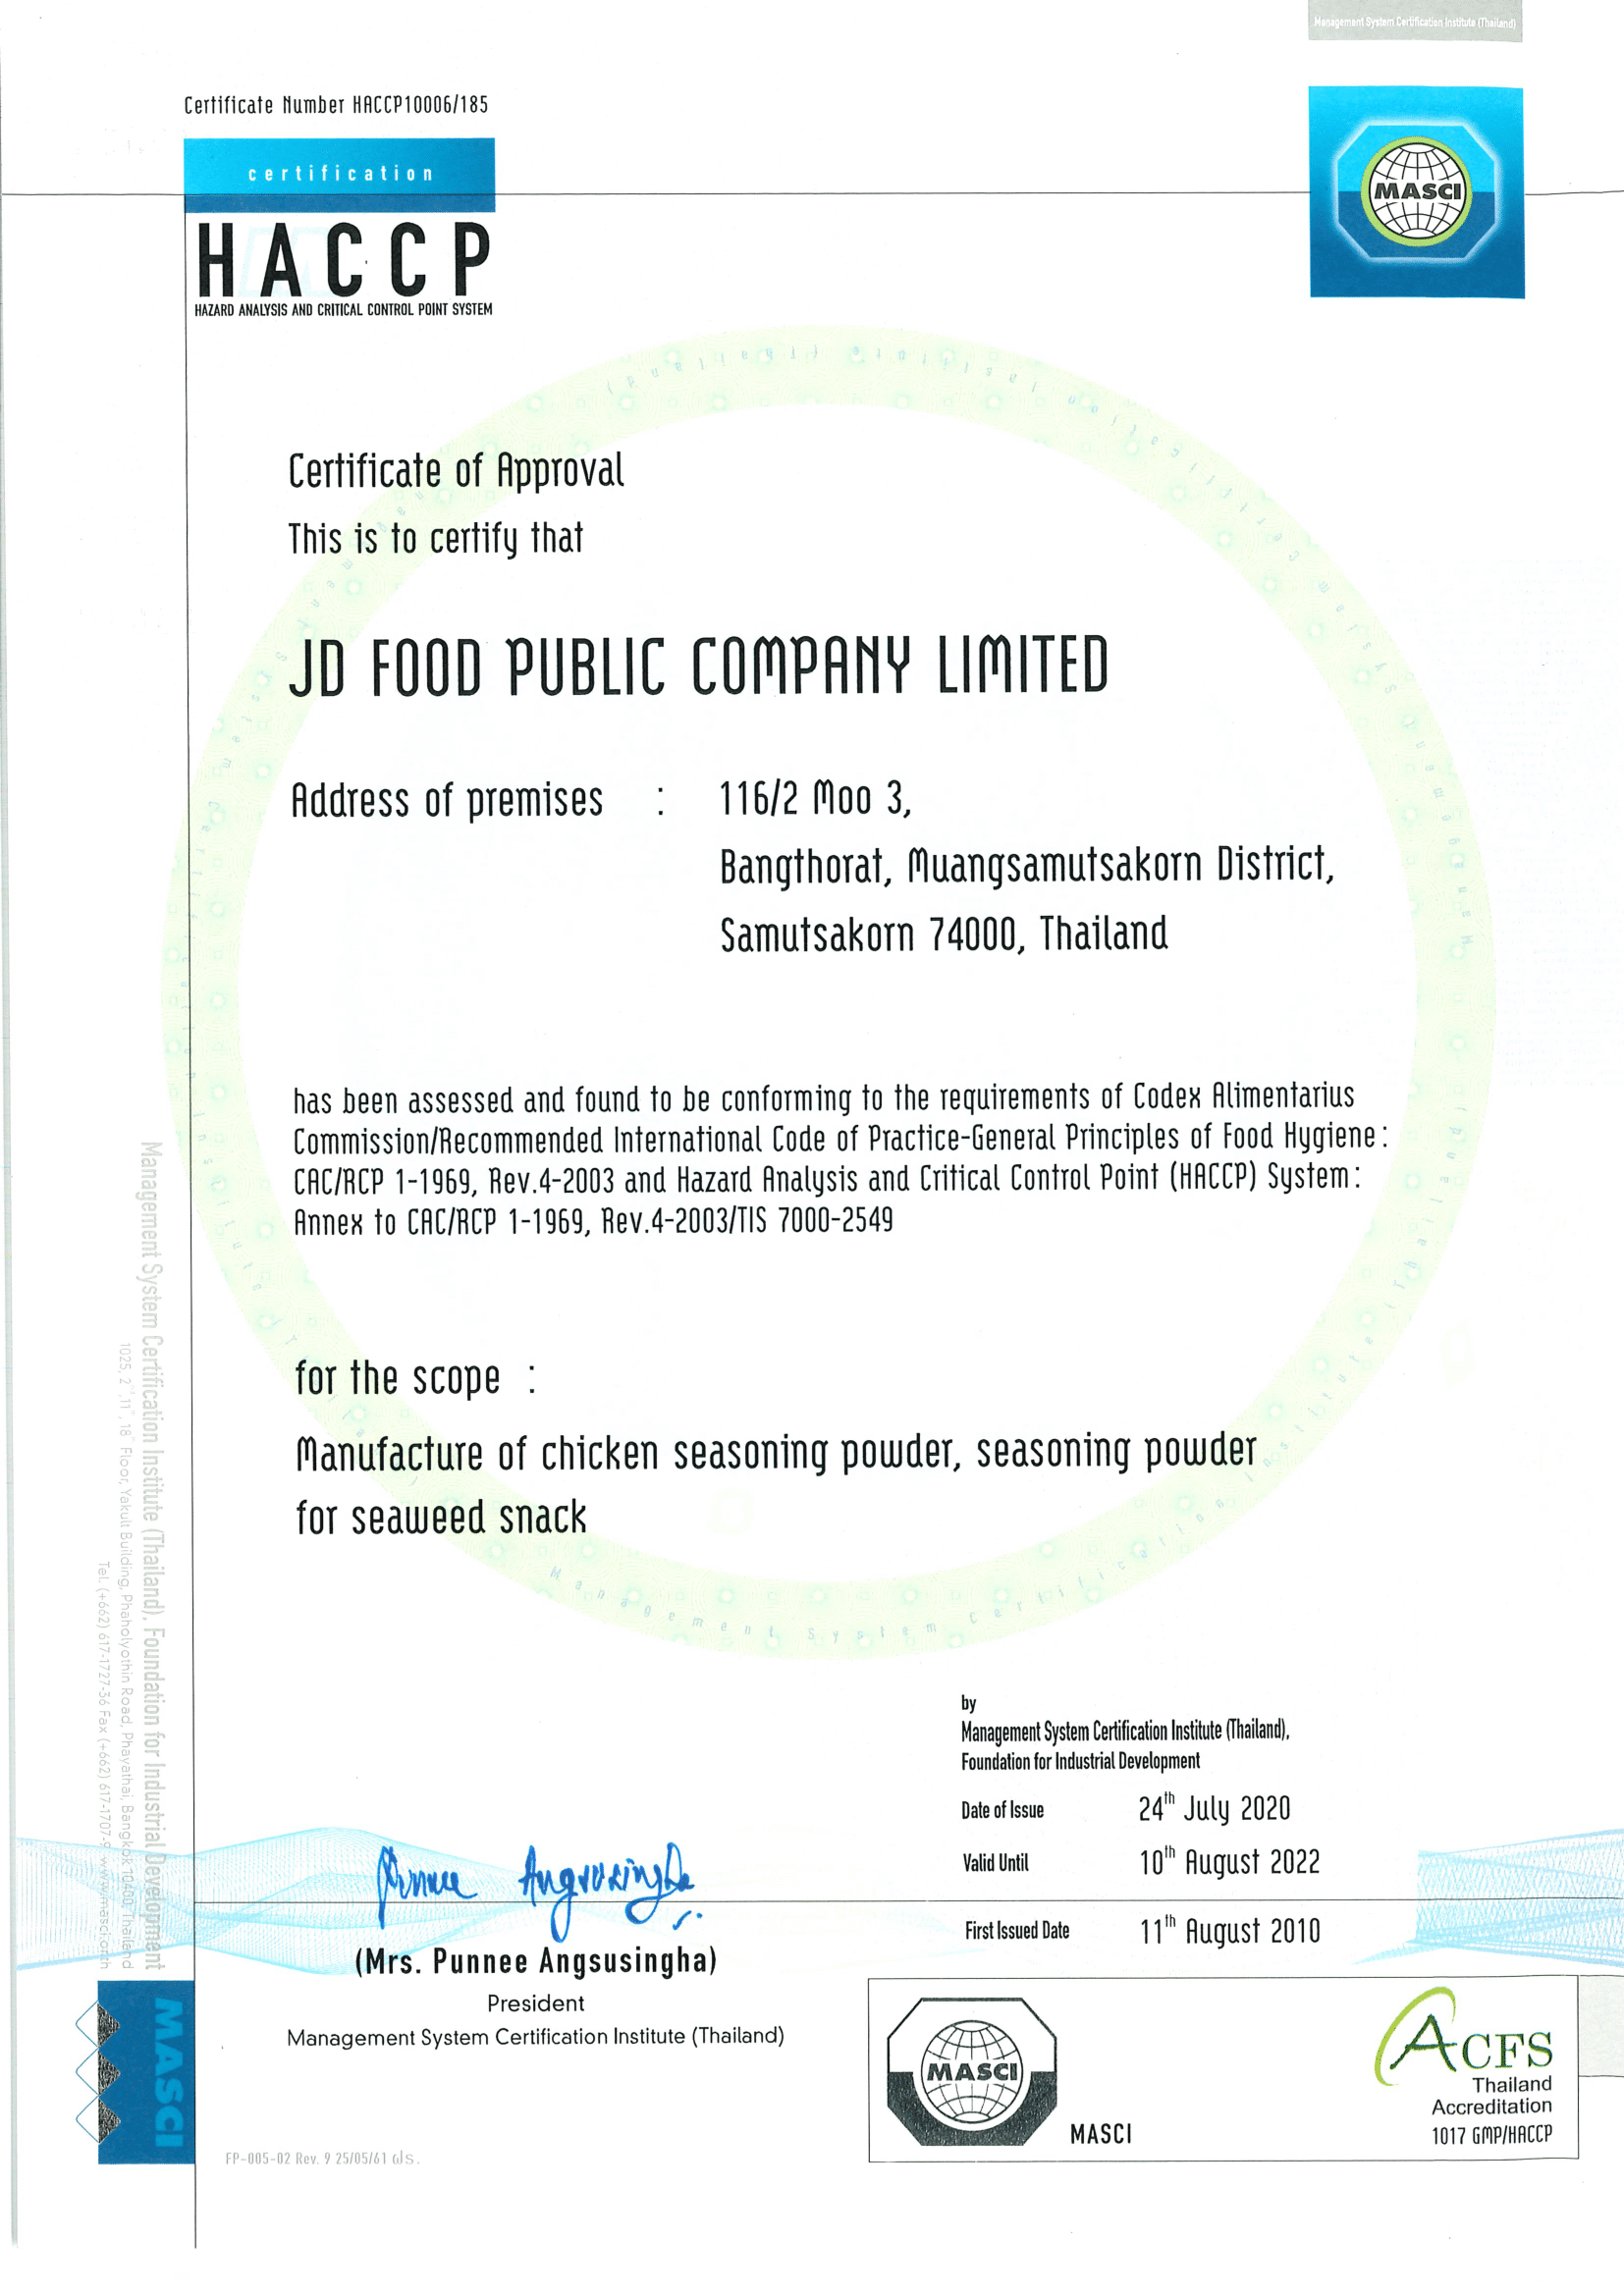 Management System Certification Institute (Thailand)
Certificate Number HACCP10006/185
certification
HACCP
HAZARD ANALYSIS AND CRITICAL CONTROL POINT SYSTEM
MASCI
Certificate of Approval
This is to certify that
JD FOOD PUBLIC COMPANY LIMITED
Address of premises : 116/2 Moo 3,
Bangthorat, Muangsamutsakorn District,
Samutsakorn 74000, Thailand
has been assessed and found to be conforming to the requirements of Codex Alimentarius
Commission/Recommended International Code of Practice-General Principles of Food Hygiene :
CAC/RCP 1-1969, Rev.4-2003 and Hazard Analysis and Critical Control Point (HACCP) System :
Annex to CAC/RCP 1-1969, Rev.4-2003/TIS 7000-2549
for the scope :
Manufacture of chicken seasoning powder, seasoning powder
for seaweed snack
by
Management System Certification Institute (Thailand),
Foundation for Industrial Development
Date of Issue 24th July 2020
Valid Until 10th August 2022
First Issued Date 11th August 2010
Punnee Angsusingha
(Mrs. Punnee Angsusingha)
President
Management System Certification Institute (Thailand)
MASCI
MASCI
ACFS
Thailand
Accreditation
1017 GMP/HACCP
FP-005-02 Rev. 9 25/05/61
Management System Certification Institute (Thailand), Foundation for Industrial Development
1025, 2nd, 11th, 18th Floor, Yakult Building, Phaholyothin Road, Phayathai, Bangkok 10400, Thailand
Tel. (+662) 617-1727-36 Fax (+662) 617-1707-9 www.masci.or.th
MASCI